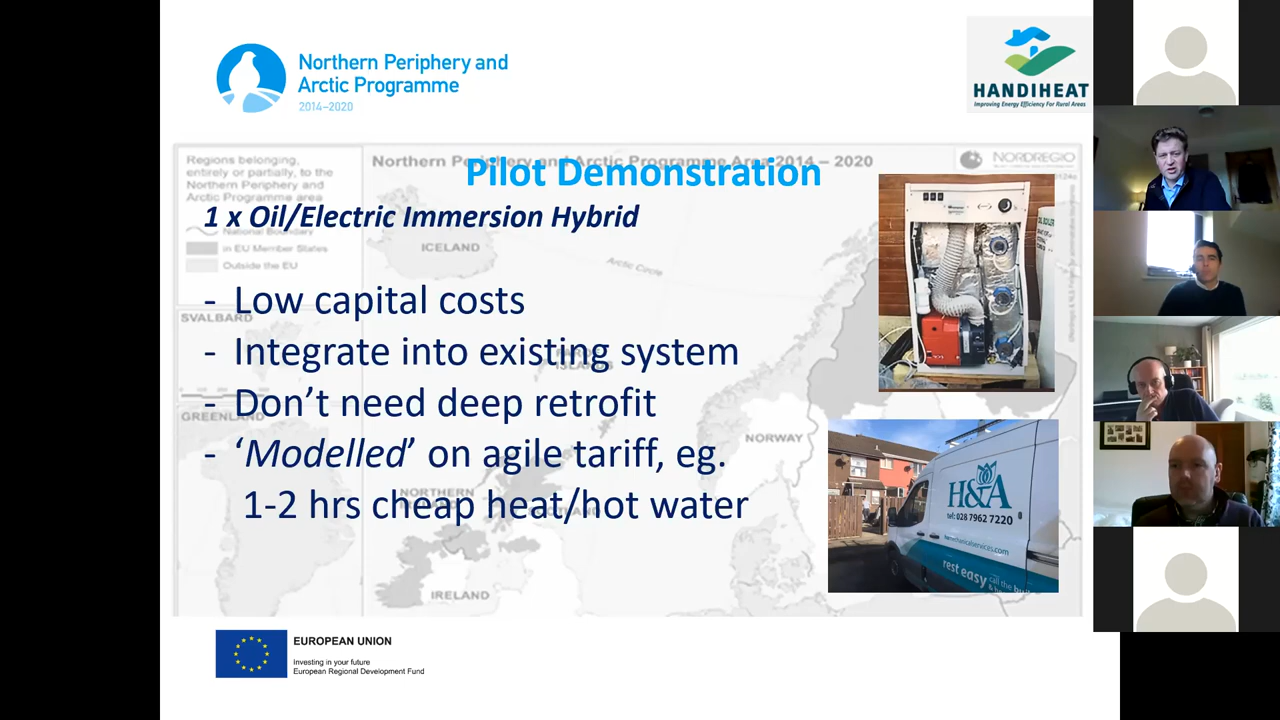 Northern Periphery and
Arctic Programme
2014–2020
HANDIHEAT
Improving Energy Efficiency For Rural Areas
Regions belonging,
entirely or partially, to the
Northern Periphery and
Arctic Programme area
National Boundary
in EU Member States
Outside the EU
Northern Periphery and Arctic Programme Area 2014 – 2020
NORDREGIO
Pilot Demonstration
1 x Oil/Electric Immersion Hybrid
ICELAND
Arctic Circle
- Low capital costs
SVALBARD
- Integrate into existing system
ISLANDS
- Don’t need deep retrofit
GREENLAND
NORWAY
- ‘Modelled’ on agile tariff, eg.
NORTHERN
1-2 hrs cheap heat/hot water
IRELAND
H&A
tel: 028 7962 7220
rest easy
EUROPEAN UNION
Investing in your future
European Regional Development Fund